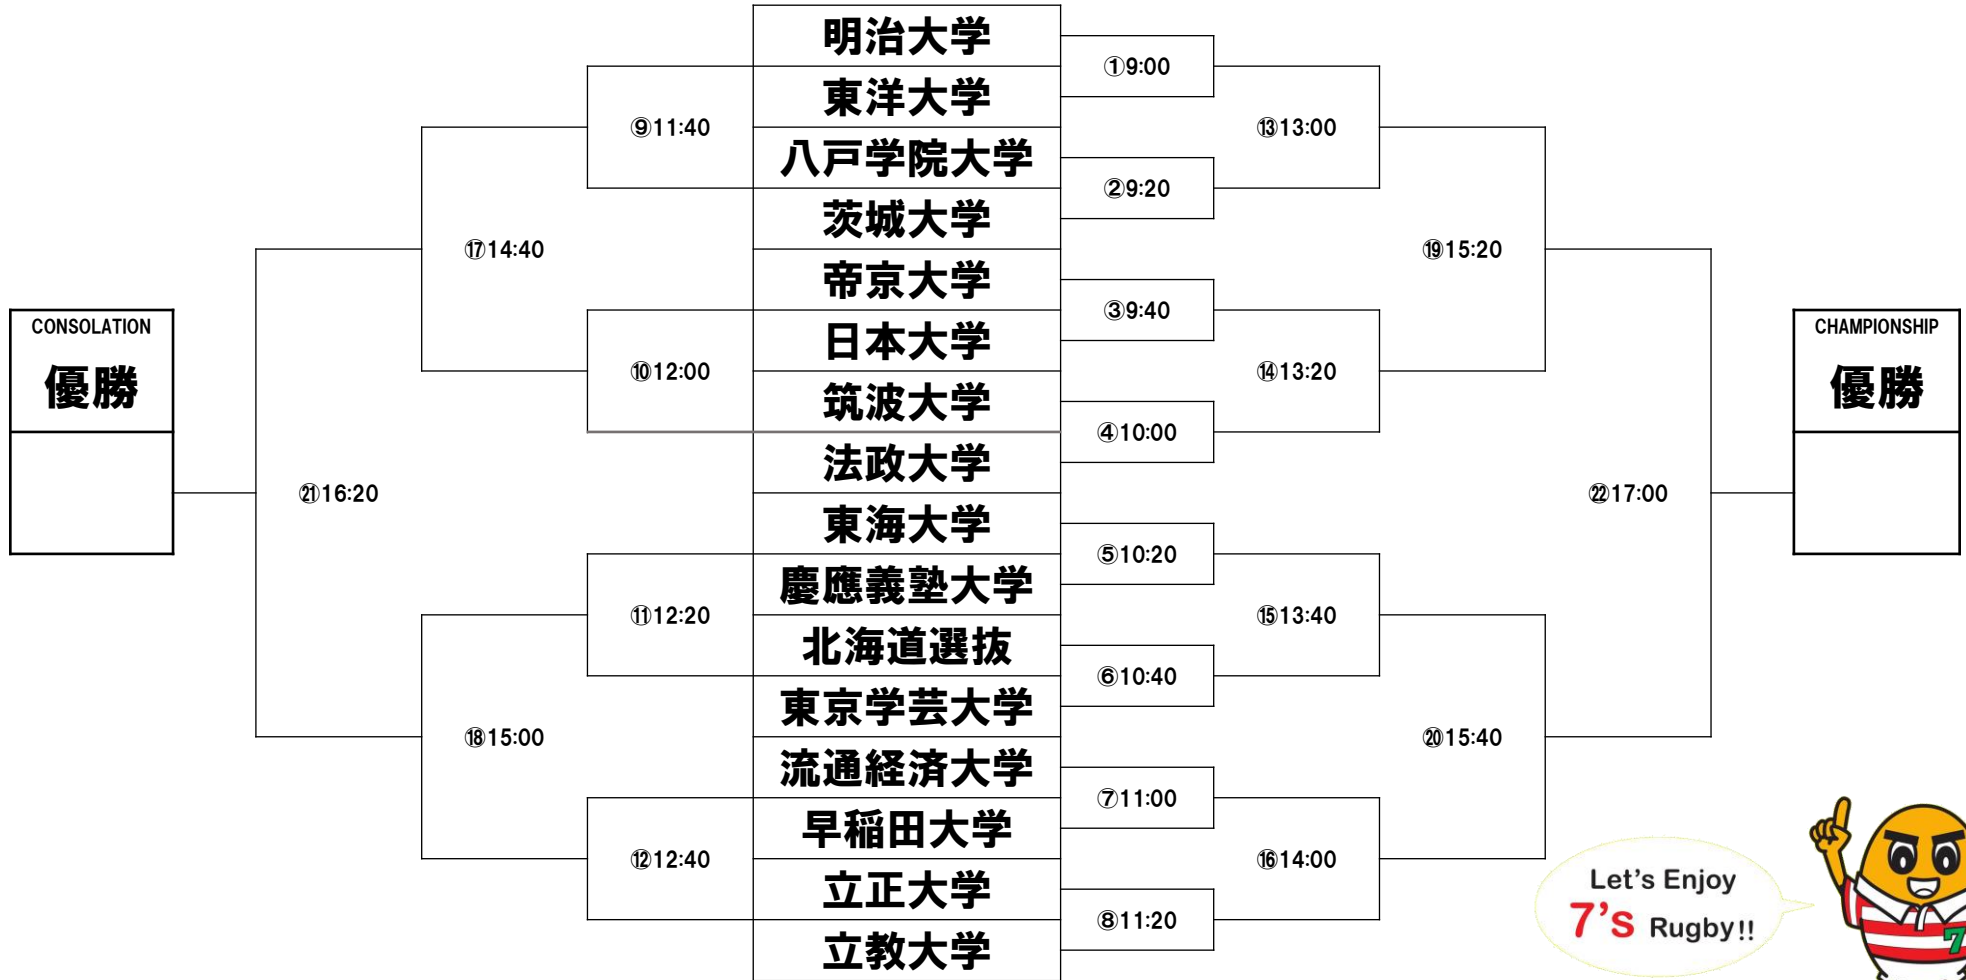 明治大学
①9:00
東洋大学
⑨11:40
⑬13:00
八戸学院大学
②9:20
茨城大学
⑰14:40
⑲15:20
帝京大学
③9:40
CONSOLATION
優勝
日本大学
⑩12:00
⑭13:20
CHAMPIONSHIP
優勝
筑波大学
④10:00
法政大学
㉑16:20
㉒17:00
東海大学
⑤10:20
慶應義塾大学
⑪12:20
⑮13:40
北海道選抜
⑥10:40
東京学芸大学
⑱15:00
⑳15:40
流通経済大学
⑦11:00
早稲田大学
⑫12:40
⑯14:00
立正大学
⑧11:20
立教大学
Let's Enjoy
7's Rugby!!
7